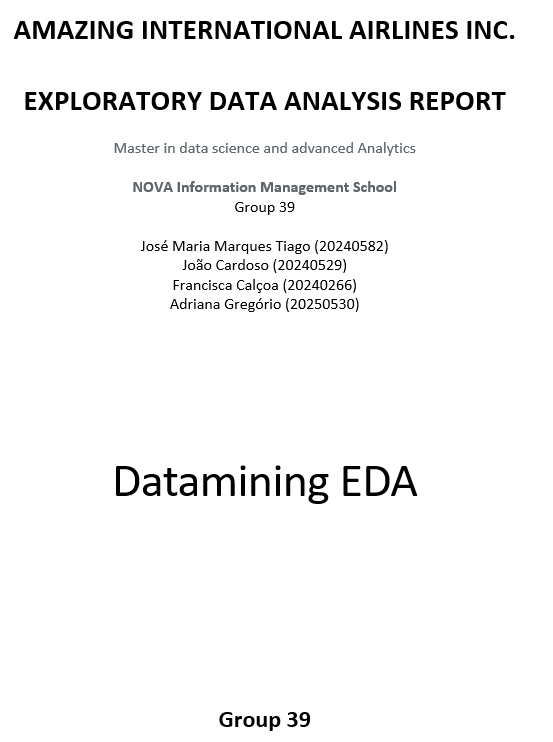 AMAZING INTERNATIONAL AIRLINES INC.
EXPLORATORY DATA ANALYSIS REPORT
Master in data science and advanced Analytics
NOVA Information Management School
Group 39
José Maria Marques Tiago (20240582)
João Cardoso (20240529)
Francisca Calçoa (20240266)
Adriana Gregório (20250530)
Datamining EDA
Group 39